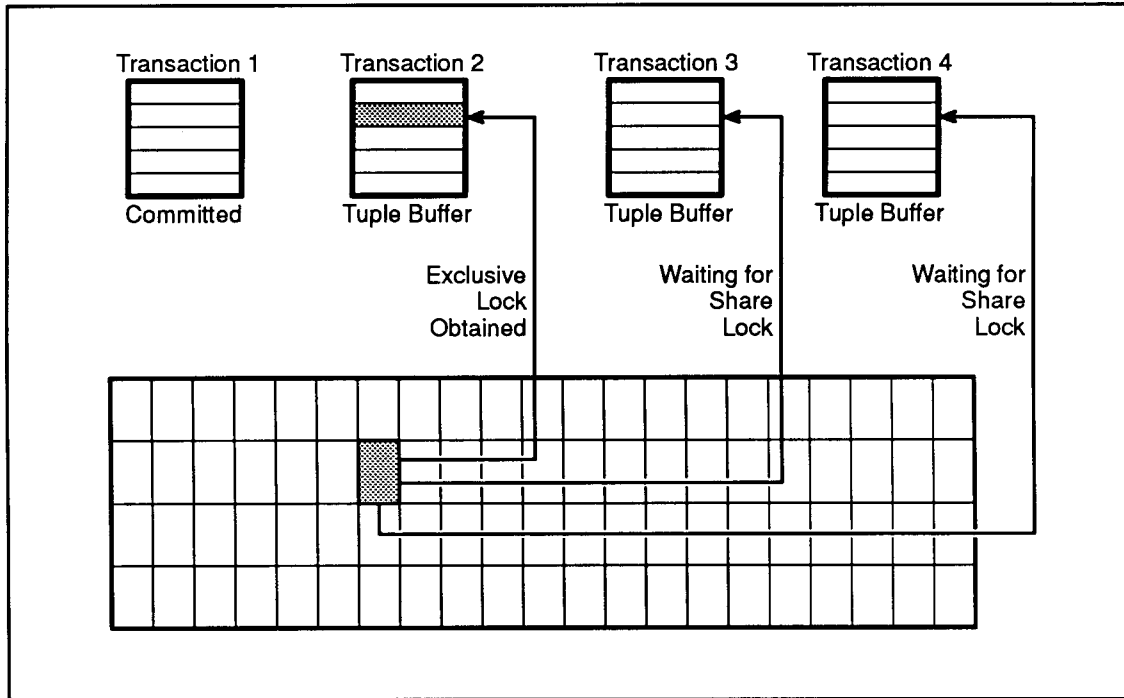 Transaction 1
Transaction 2
Transaction 3
Transaction 4
Committed
Tuple Buffer
Tuple Buffer
Tuple Buffer
Exclusive
Lock
Obtained
Waiting for
Share
Lock
Waiting for
Share
Lock